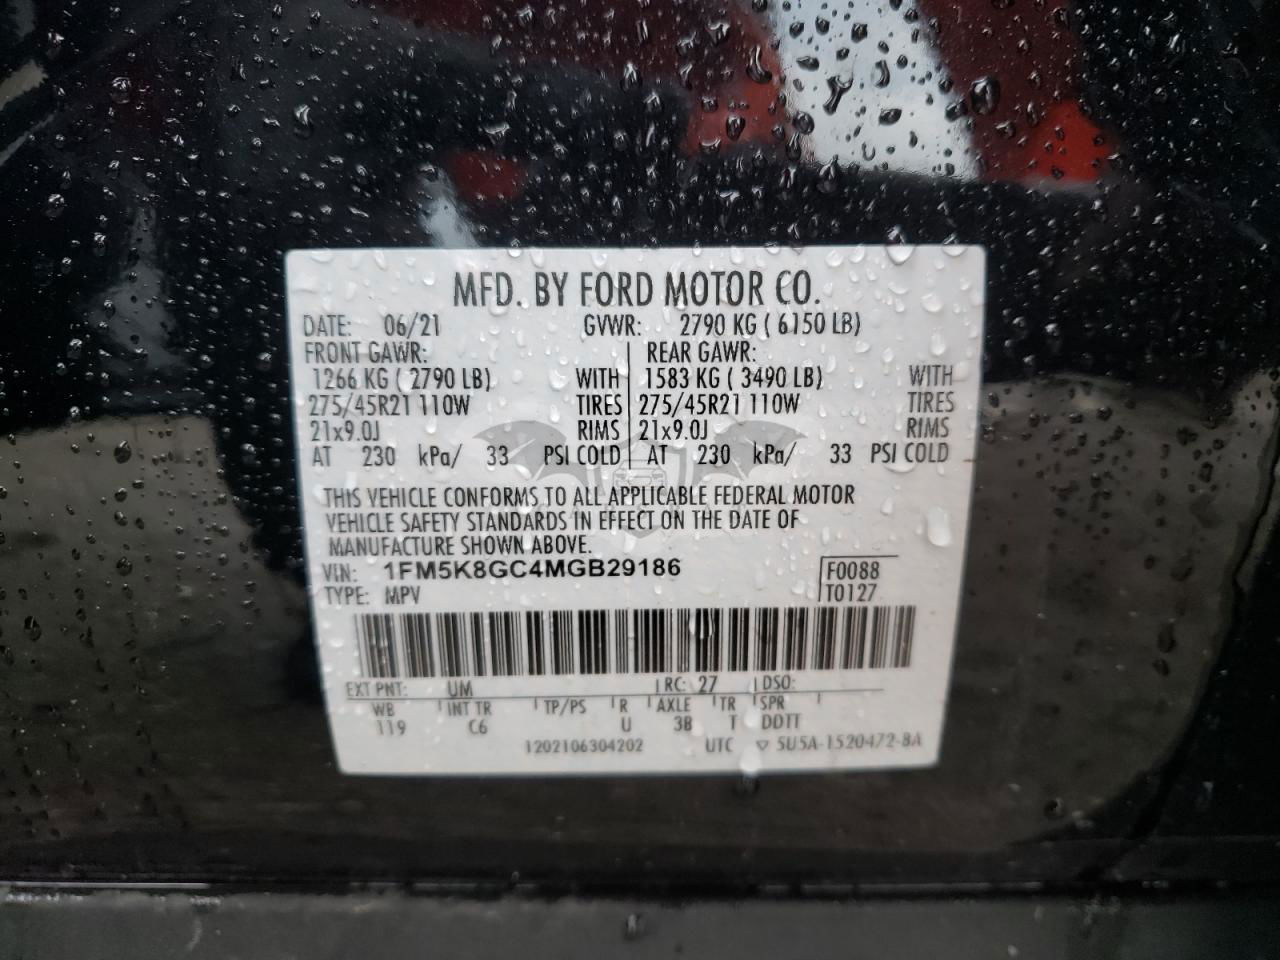 MFD. BY FORD MOTOR CO.
DATE: 06/21 GVWR: 2790 KG ( 6150 LB)
FRONT GAWR: REAR GAWR:
1266 KG ( 2790 LB) WITH 1583 KG ( 3490 LB) WITH
275/45R21 110W TIRES 275/45R21 110W TIRES
21x9.0J RIMS 21x9.0J RIMS
AT 230 kPa/ 33 PSI COLD AT 230 kPa/ 33 PSI COLD
THIS VEHICLE CONFORMS TO ALL APPLICABLE FEDERAL MOTOR
VEHICLE SAFETY STANDARDS IN EFFECT ON THE DATE OF
MANUFACTURE SHOWN ABOVE.
VIN: 1FM5K8GC4MGB29186 F0088
TYPE: MPV T0127
EXT PNT: UM RC: 27 DSO:
WB INT TR TP/PS R AXLE TR SPR
119 C6 U 3B T DDTT
1202106304202 UTC ▽ 5U5A-1520472-BA